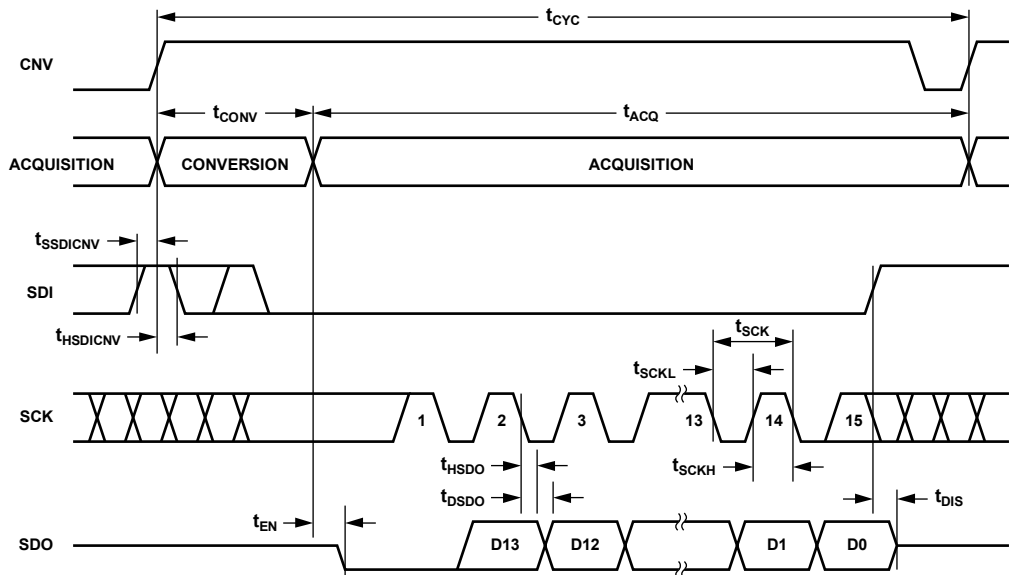 tCYC
CNV
tCONV
tACQ
ACQUISITION CONVERSION ACQUISITION
tSSDICNV
SDI
tHSDICNV
tSCK
tSCKL
SCK 1 2 3 13 14 15
tHSDO
tSCKH
tDSDO
tDIS
tEN
SDO D13 D12 D1 D0